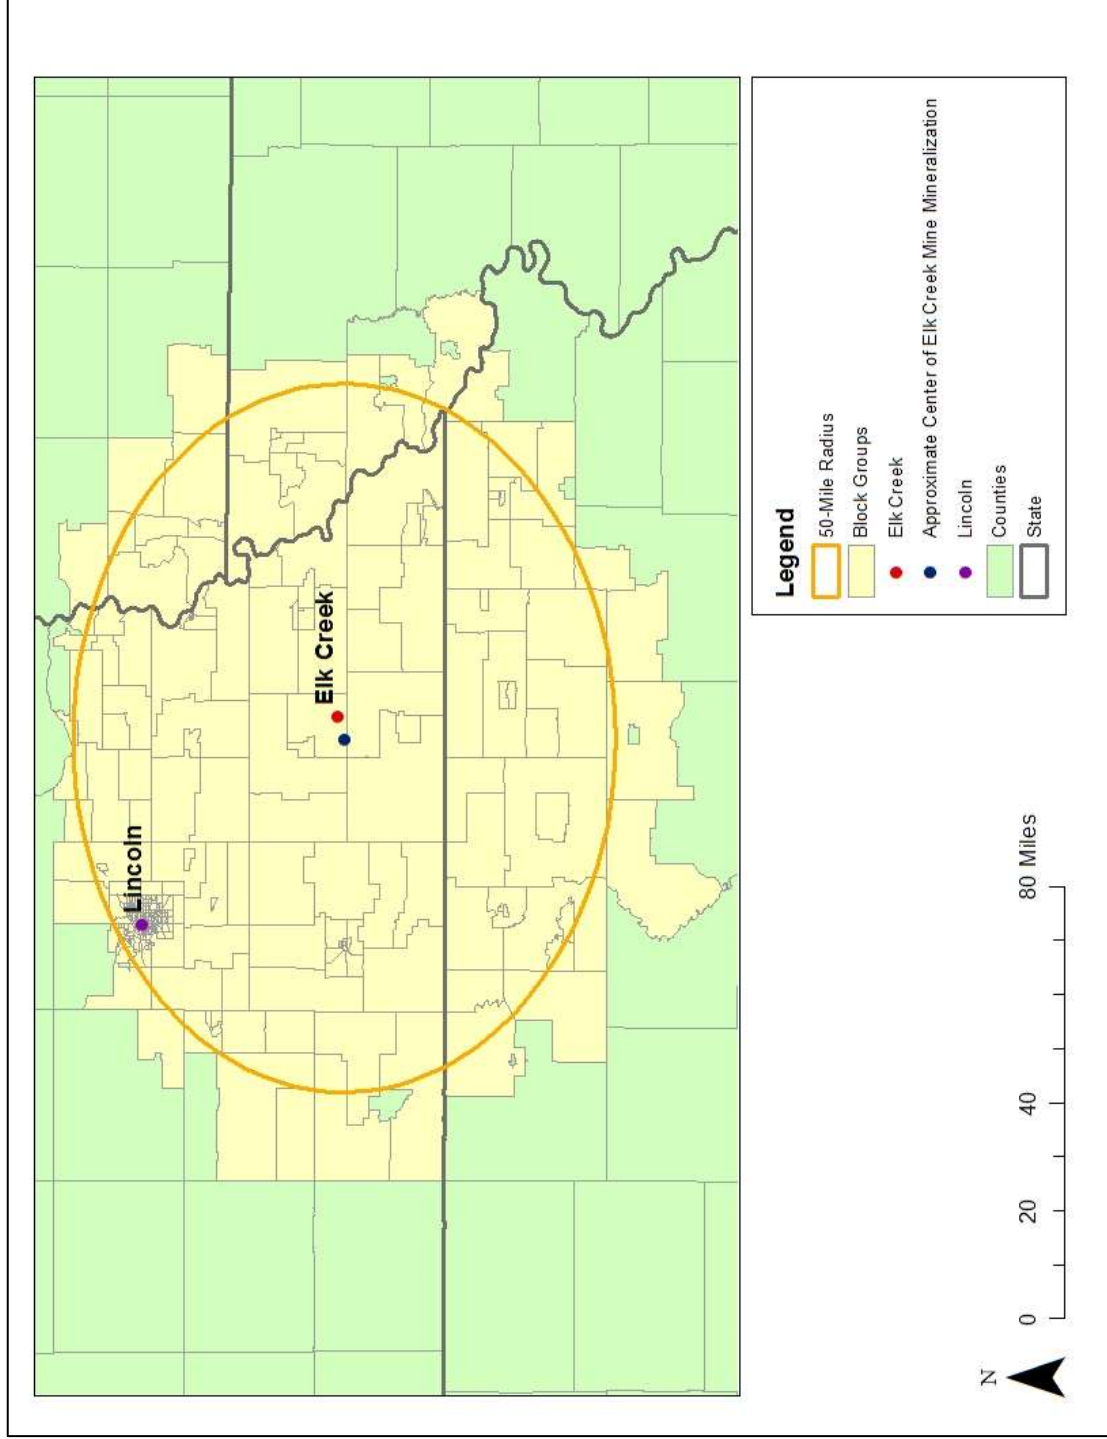 Lincoln
Elk Creek
Legend
50-Mile Radius
Block Groups
Elk Creek
Approximate Center of Elk Creek Mine Mineralization
Lincoln
Counties
State
N
0 20 40 80 Miles